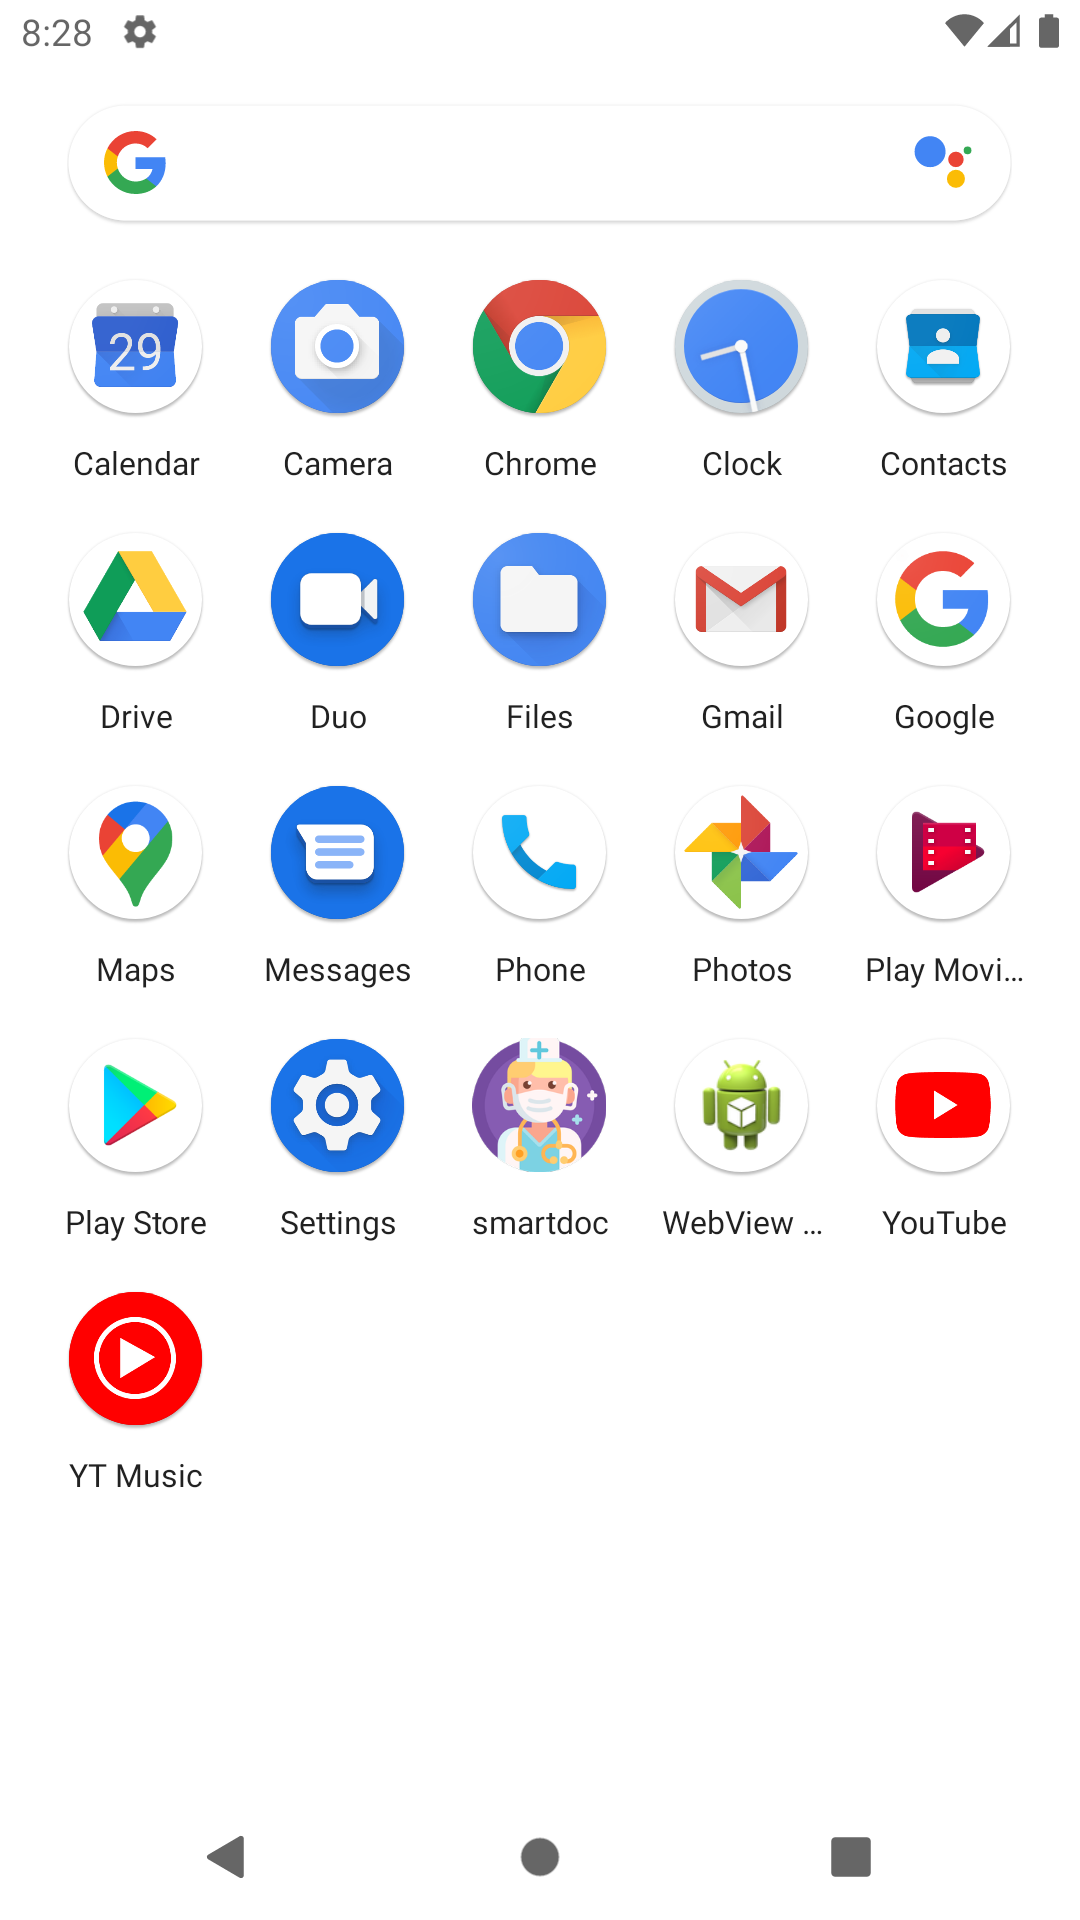 8:28
29
Calendar
Camera
Chrome
Clock
Contacts
Drive
Duo
Files
Gmail
Google
Maps
Messages
Phone
Photos
Play Movi...
Play Store
Settings
smartdoc
WebView ...
YouTube
YT Music